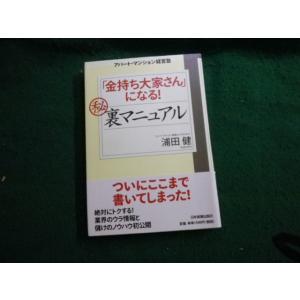 アパート・マンション経営塾
「金持ち大家さん」
になる!
㊙裏マニュアル
浦田 健
ついにここまで
書いてしまった!
絶対にトクする!
業界のウラ情報と
儲けのノウハウ初公開
日本実業出版社